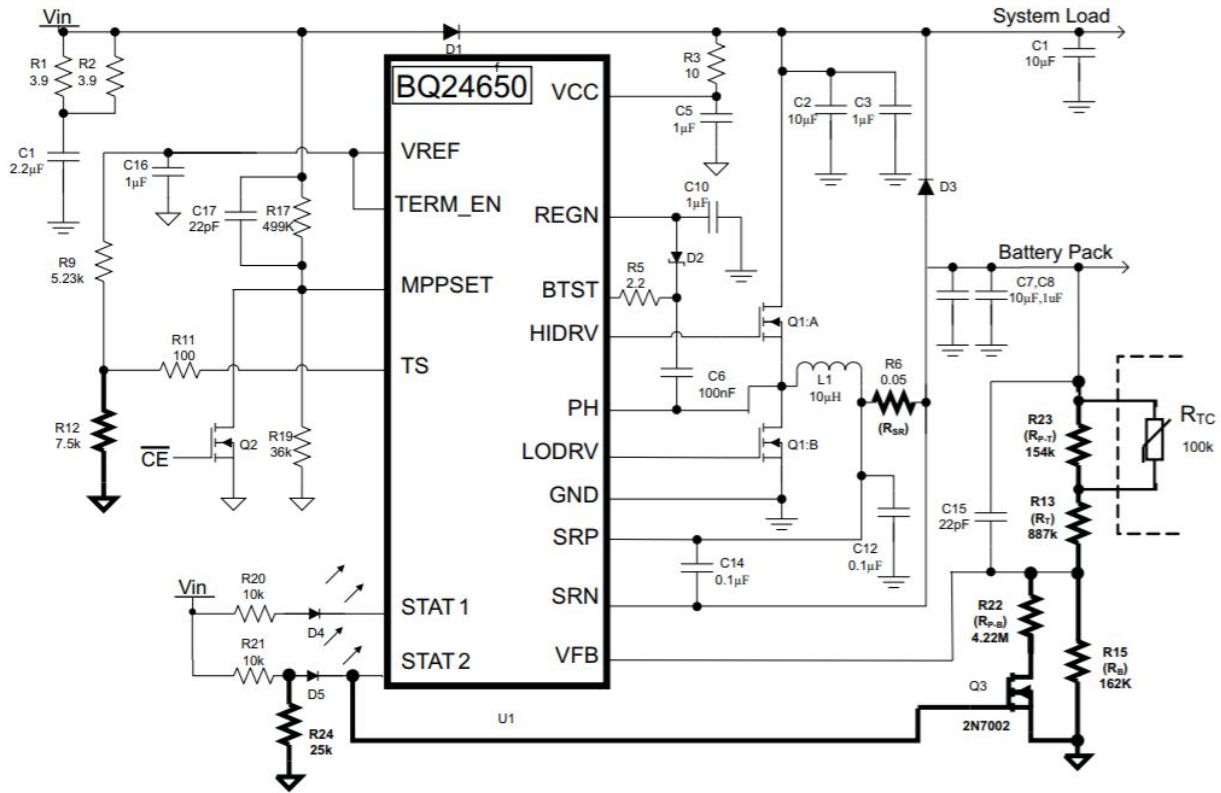 Vin
System Load
D1
R1
3.9
R2
3.9
R3
10
C1
10µF
BQ24650
VCC
C5
1µF
C2
10µF
C3
1µF
C1
2.2µF
C16
1µF
VREF
TERM_EN
C17
22pF
R17
499K
C10
1µF
REGN
D2
D3
R9
5.23k
MPPSET
R5
2.2
BTST
Battery Pack
C7,C8
10µF,1uF
HIDRV
Q1:A
R11
100
TS
C6
100nF
L1
10µH
R6
0.05
(RSR)
PH
R12
7.5k
CE
Q2
R19
36k
LODRV
Q1:B
GND
R23
(RP-T)
154k
RTC
100k
R13
(RT)
887k
C15
22pF
SRP
C14
0.1µF
C12
0.1µF
SRN
Vin
R20
10k
D4
STAT1
R21
10k
D5
STAT2
VFB
R22
(RP-B)
4.22M
R15
(RB)
162K
Q3
2N7002
R24
25k
U1